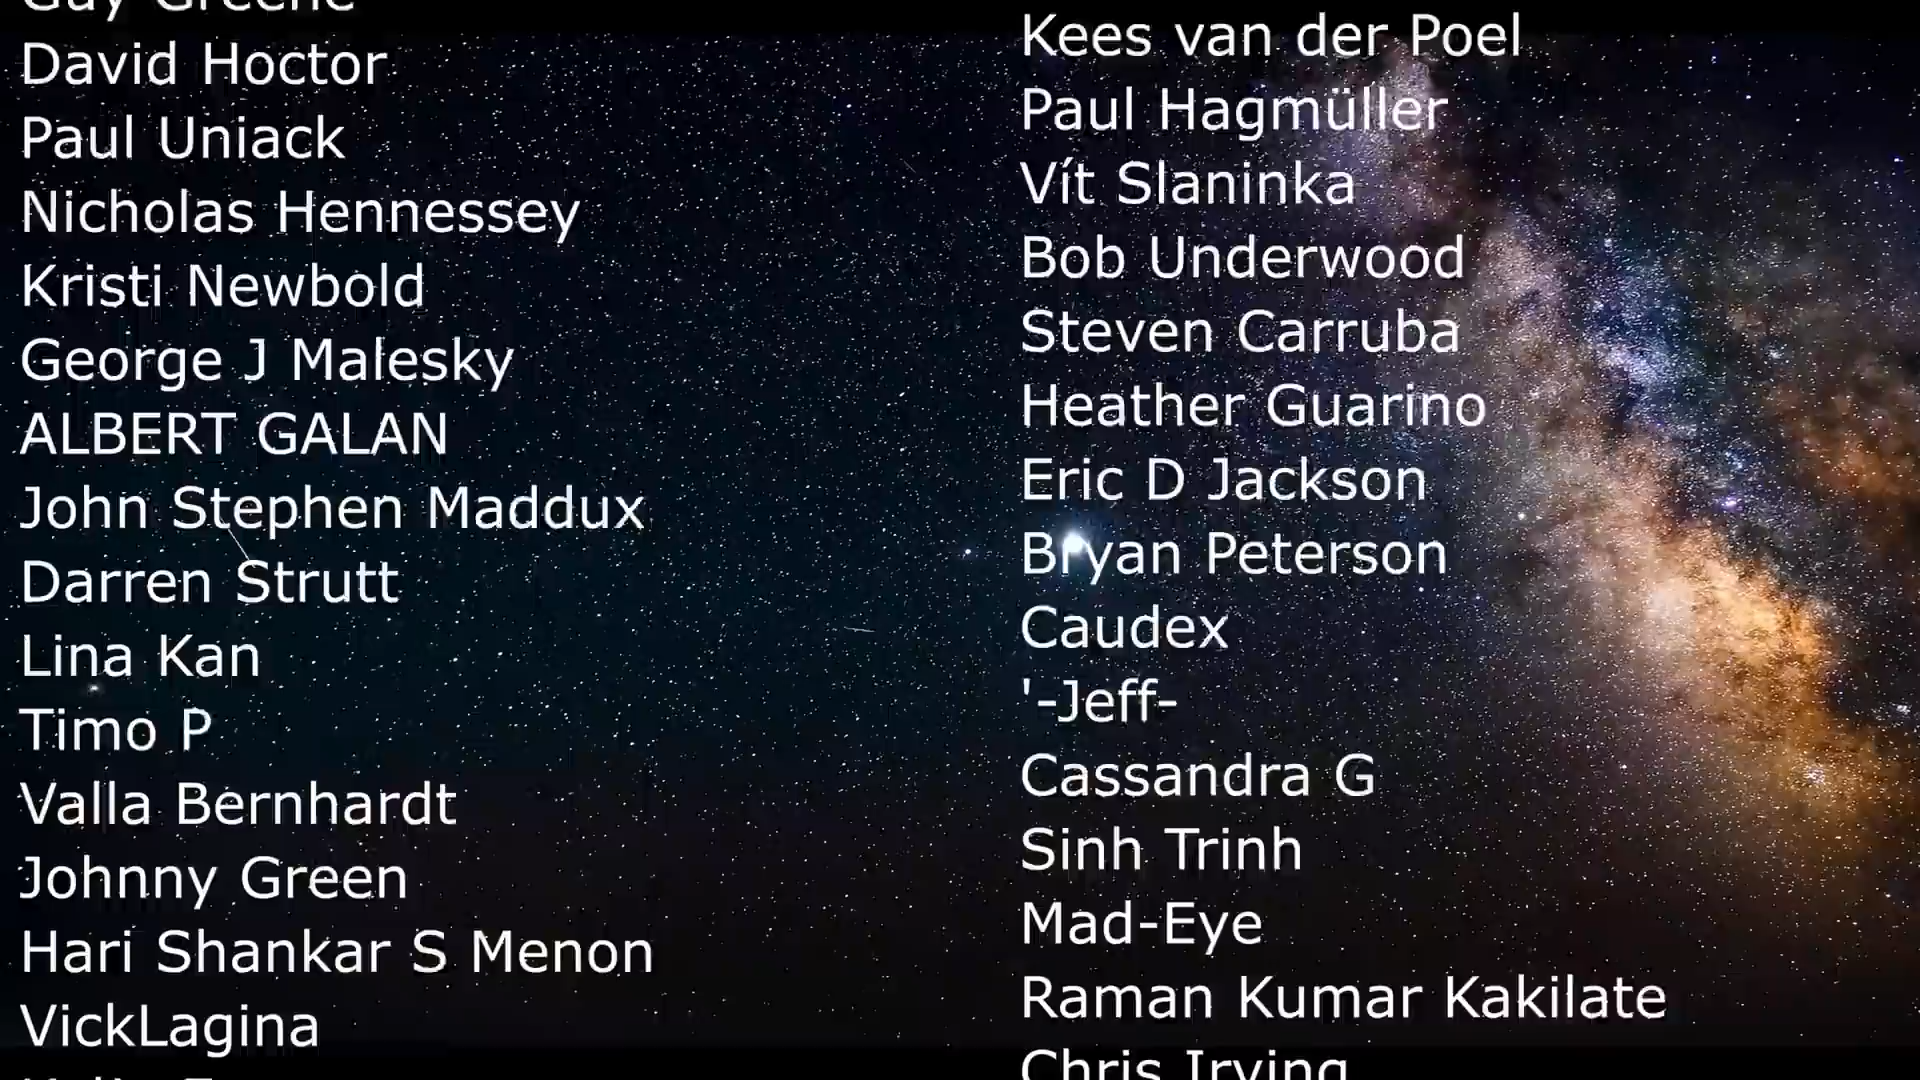 Guy Greene
David Hoctor
Paul Uniack
Nicholas Hennessey
Kristi Newbold
George J Malesky
ALBERT GALAN
John Stephen Maddux
Darren Strutt
Lina Kan
Timo P
Valla Bernhardt
Johnny Green
Hari Shankar S Menon
VickLagina
Kees van der Poel
Paul Hagmüller
Vít Slaninka
Bob Underwood
Steven Carruba
Heather Guarino
Eric D Jackson
Bryan Peterson
Caudex
'-Jeff-
Cassandra G
Sinh Trinh
Mad-Eye
Raman Kumar Kakilate
Chris Irving